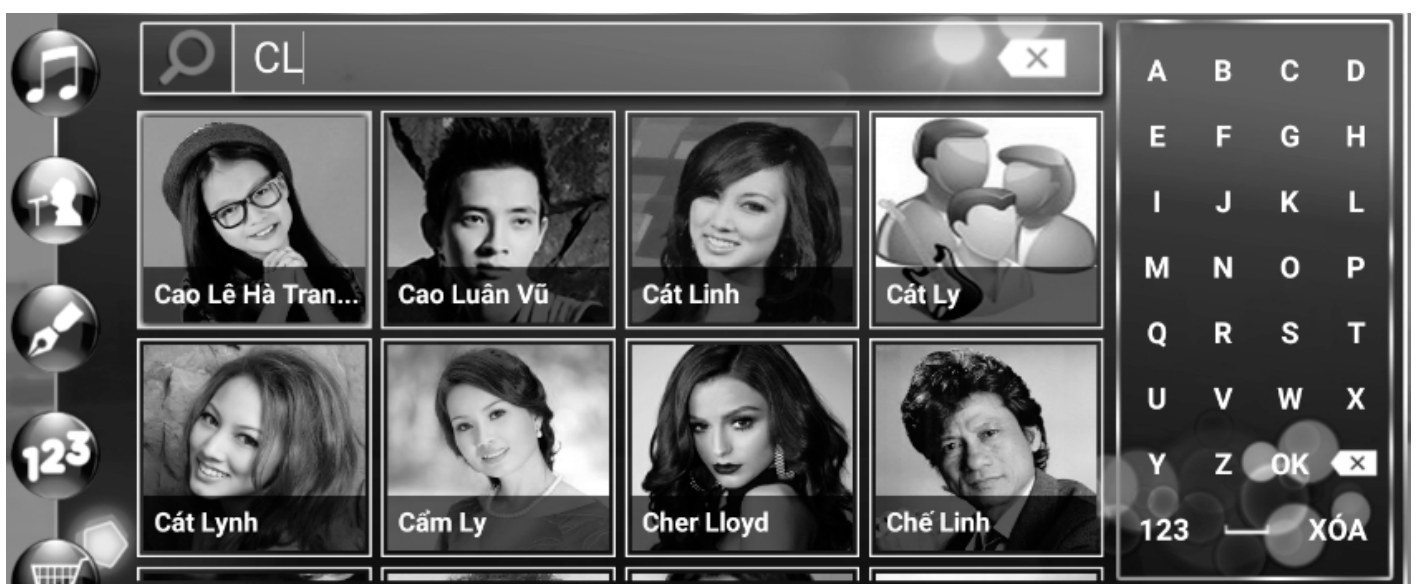 CL
Cao Lê Hà Tran...
Cao Luân Vũ
Cát Linh
Cát Ly
Cát Lynh
Cẩm Ly
Cher Lloyd
Chế Linh
123
A B C D
E F G H
I J K L
M N O P
Q R S T
U V W X
Y Z OK
123 XÓA